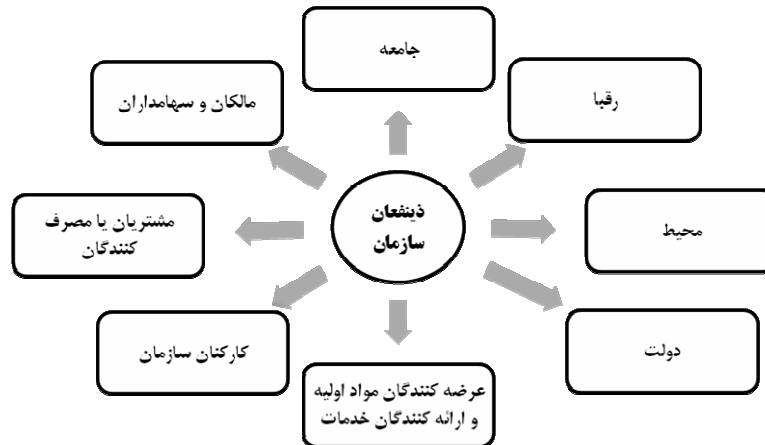 جامعه
رقبا
مالکان و سهامداران
ذینفعان
سازمان
محیط
مشتریان یا مصرف
کنندگان
دولت
کارکنان سازمان
عرضه کنندگان مواد اولیه
و ارائه کنندگان خدمات